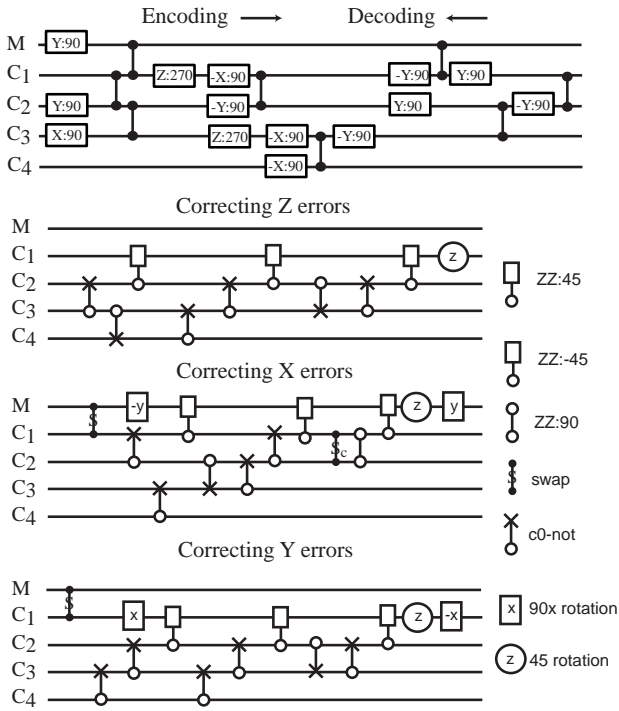 Encoding Decoding
M Y:90
C1 Z:270 -X:90 -Y:90 Y:90
C2 Y:90 -Y:90 Y:90 -Y:90
C3 X:90 Z:270 -X:90 -Y:90
C4 -X:90
Correcting Z errors
M
C1 z
C2
C3
C4
Correcting X errors
M -y z y
C1 s
C2 sc
C3
C4
Correcting Y errors
M s
C1 x z -x
C2
C3
C4
ZZ:45
ZZ:-45
ZZ:90
s swap
c0-not
x 90x rotation
z 45 rotation